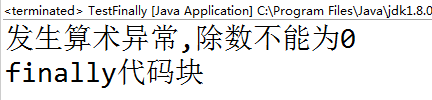 <terminated> TestFinally [Java Application] C:\Program Files\Java\jdk1.8.0
发生算术异常,除数不能为0
finally代码块